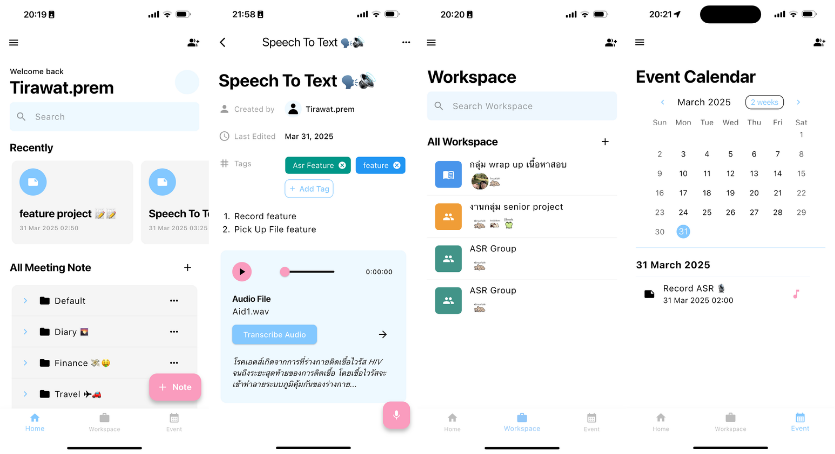 20:19
Welcome back
Tirawat.prem
Search
Recently
feature project 📝📝
31 Mar 2025 02:58
Speech To T
31 Mar 2025 03:25
All Meeting Note
+
Default
Diary 🌄
Finance 💸🤑
Travel ✈🚗
+ Note
Home
Workspace
Event
21:58
Speech To Text 🗣️🔊
Speech To Text 🗣️🔊
Created by Tirawat.prem
Last Edited Mar 31, 2025
# Tags Asr Feature feature
+ Add Tag
1. Record feature
2. Pick Up File feature
0:00:00
Audio File
Aid1.wav
Transcribe Audio
โรคเอดส์เกิดจากการที่ร่างกายติดเชื้อไวรัส HIV
จนถึงระยะสุดท้ายของการติดเชื้อ โดยเชื้อไวรัสจะ
เข้าทำลายระบบภูมิคุ้มกันของร่างกาย...
20:20
Workspace
Search Workspace
All Workspace
+
กลุ่ม wrap up เนื้อหาสอบ
งานกลุ่ม senior project
ASR Group
ASR Group
Home
Workspace
Event
20:21
Event Calendar
< March 2025 2 weeks >
Sun Mon Tue Wed Thu Fri Sat
1
2 3 4 5 6 7 8
9 10 11 12 13 14 15
16 17 18 19 20 21 22
23 24 25 26 27 28 29
30 31
31 March 2025
Record ASR 🎙️
31 Mar 2025 02:00
Home
Workspace
Event